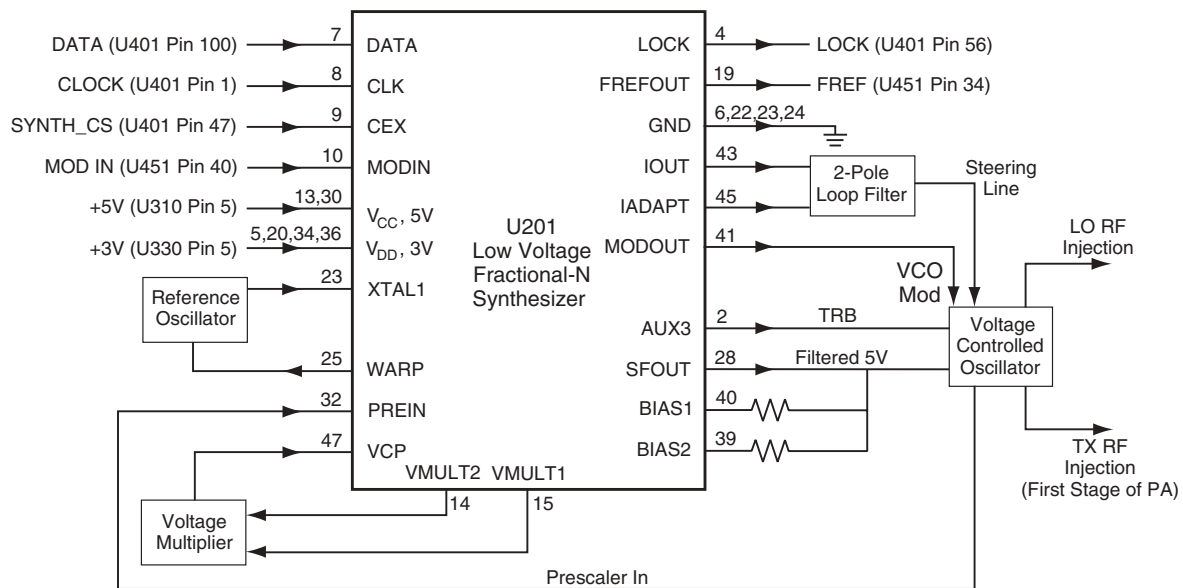 DATA (U401 Pin 100)
7
DATA
CLOCK (U401 Pin 1)
8
CLK
SYNTH_CS (U401 Pin 47)
9
CEX
MOD IN (U451 Pin 40)
10
MODIN
+5V (U310 Pin 5)
13,30
VCC, 5V
+3V (U330 Pin 5)
5,20,34,36
VDD, 3V
Reference
Oscillator
23
XTAL1
25
WARP
32
PREIN
47
VCP
Voltage
Multiplier
VMULT2
14
VMULT1
15
U201
Low Voltage
Fractional-N
Synthesizer
LOCK
4
LOCK (U401 Pin 56)
FREFOUT
19
FREF (U451 Pin 34)
GND
6,22,23,24
IOUT
43
IADAPT
45
2-Pole
Loop Filter
Steering
Line
MODOUT
41
VCO
Mod
AUX3
2
TRB
SFOUT
28
Filtered 5V
BIAS1
40
BIAS2
39
Voltage
Controlled
Oscillator
LO RF
Injection
TX RF
Injection
(First Stage of PA)
Prescaler In